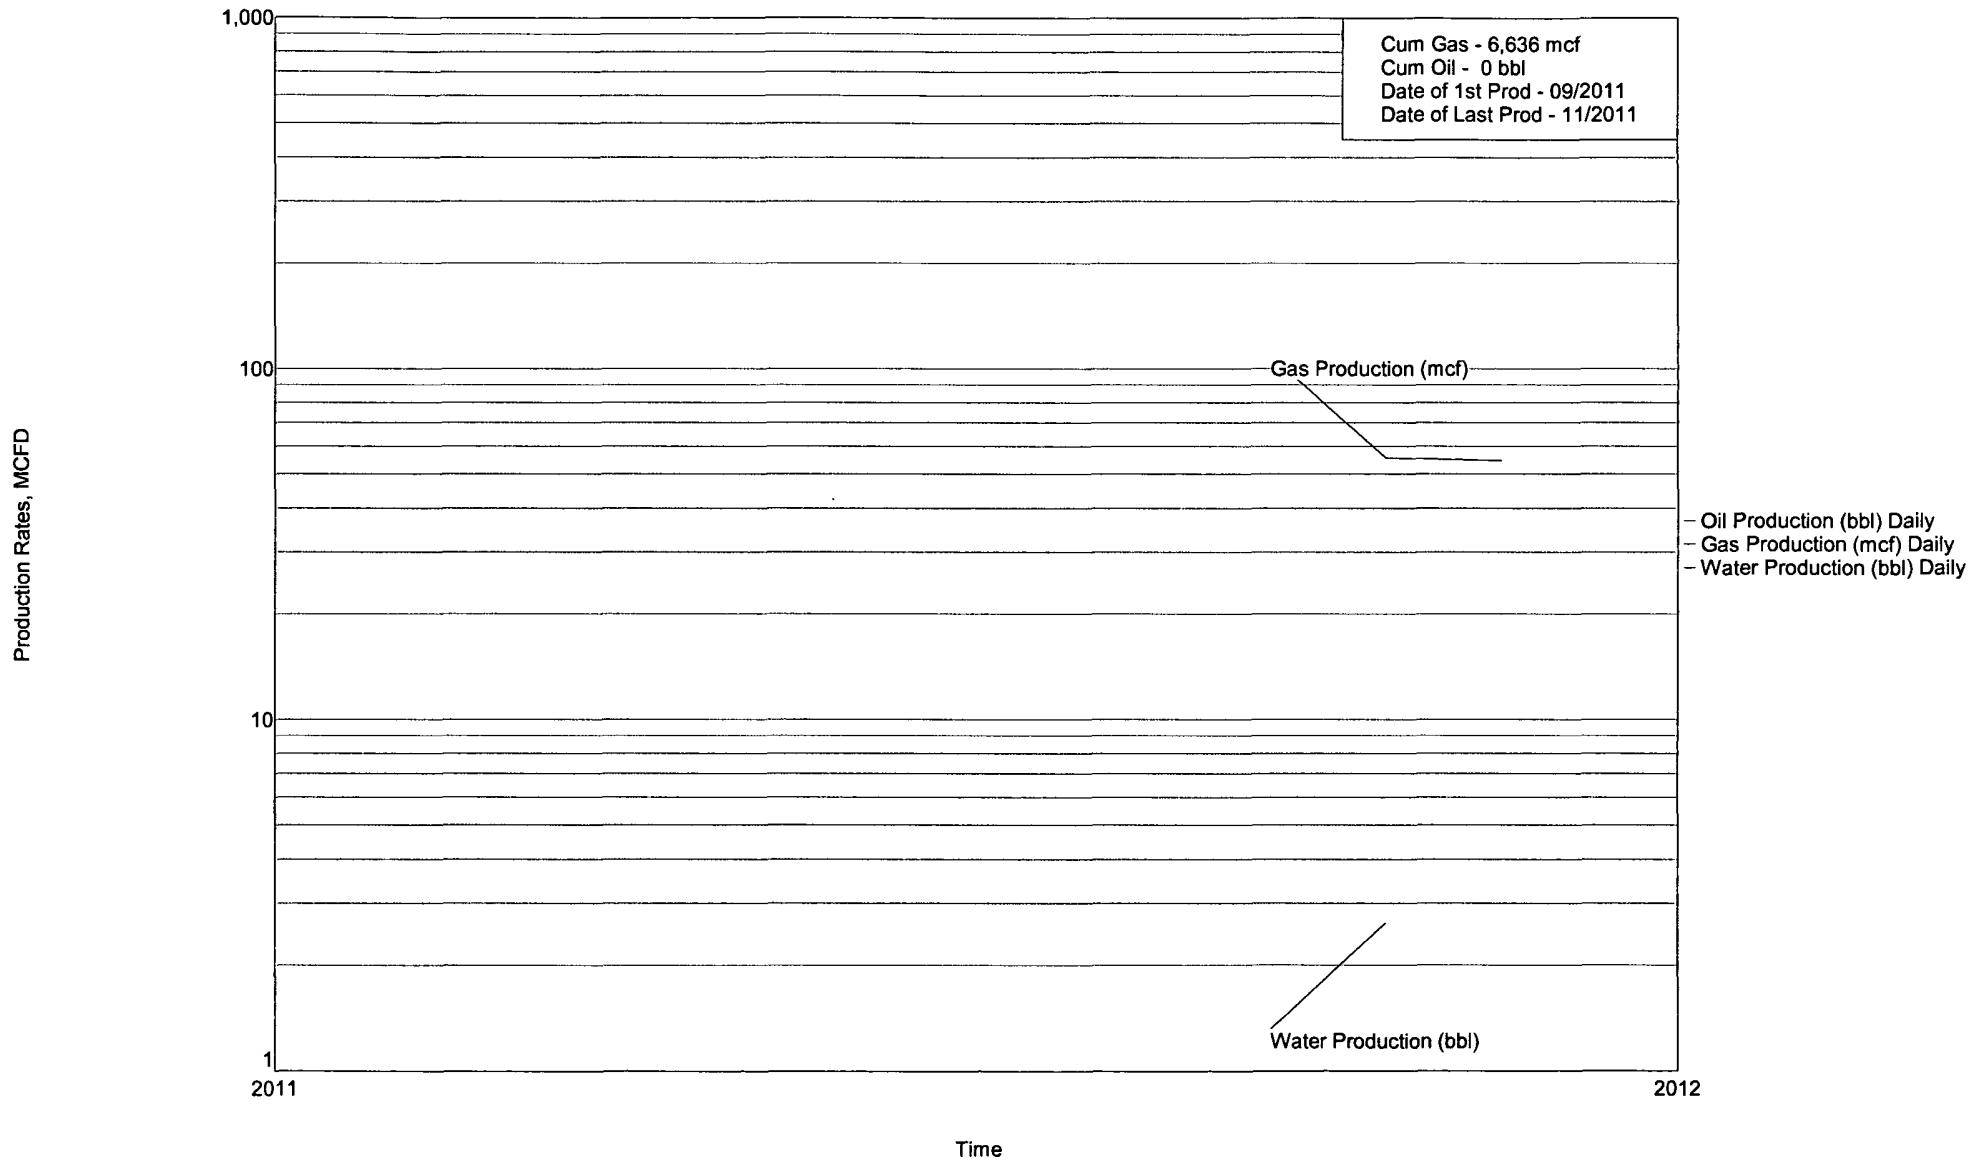 1,000
Cum Gas - 6,636 mcf
Cum Oil - 0 bbl
Date of 1st Prod - 09/2011
Date of Last Prod - 11/2011
100
Gas Production (mcf)
Production Rates, MCFD
Oil Production (bbl) Daily
Gas Production (mcf) Daily
Water Production (bbl) Daily
10
Water Production (bbl)
1
2011
2012
Time